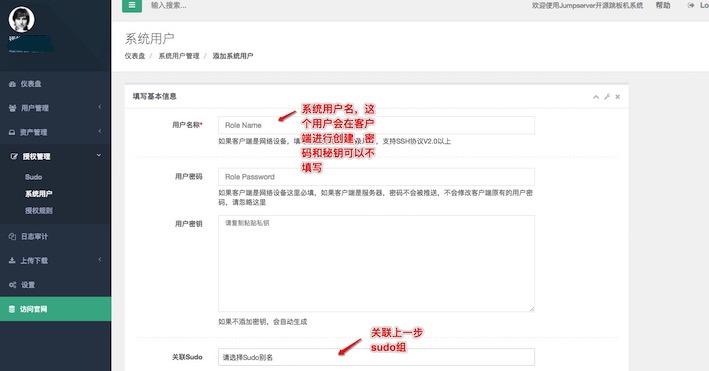 输入搜索...
欢迎使用Jumpserver开源跳板机系统
帮助
Lo
系统用户
仪表盘 / 系统用户管理 / 添加系统用户
仪表盘
用户管理
资产管理
授权管理
Sudo
系统用户
授权规则
日志审计
上传下载
设置
访问官网
填写基本信息
用户名称*
Role Name
系统用户名，这
个用户会在客户
端进行创建，密
码和秘钥可以不
填写
如果客户端是网络设备，填
，支持SSH协议V2.0以上
用户密码
Role Password
如果客户端是网络设备这里必填，如果客户端是服务器，密码不会被推送，不会修改客户端原有的用户密
码，请忽略这里
用户密钥
请复制粘贴私钥
如果不添加密钥，会自动生成
关联上一步
sudo组
关联Sudo
请选择Sudo别名